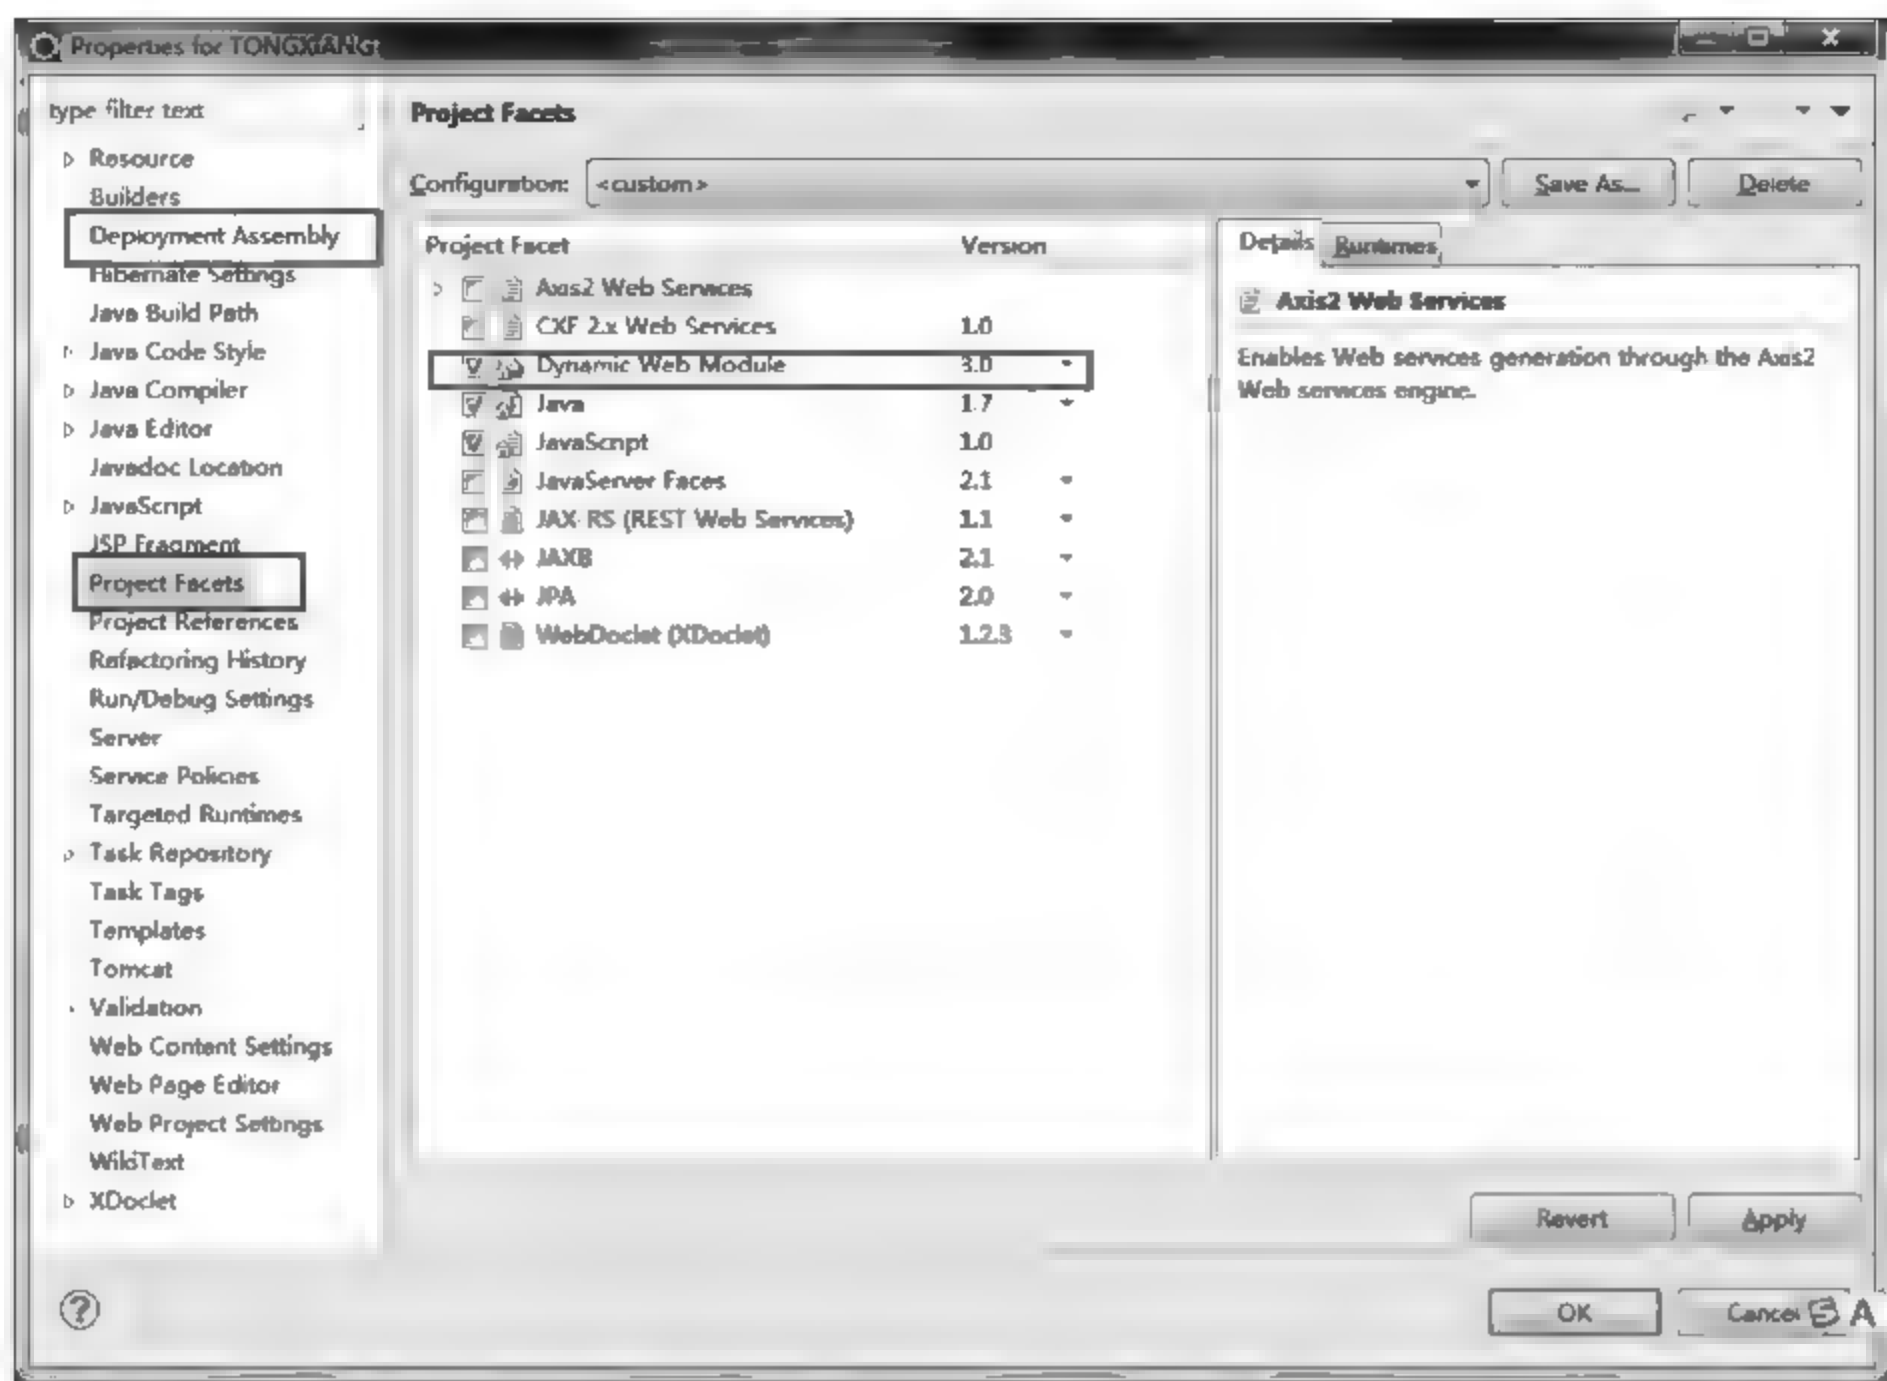 Properties for TONGXIANG
type filter text
Resource
Builders
Deployment Assembly
Hibernate Settings
Java Build Path
Java Code Style
Java Compiler
Java Editor
Javadoc Location
JavaScript
JSP Fragment
Project Facets
Project References
Refactoring History
Run/Debug Settings
Server
Service Policies
Targeted Runtimes
Task Repository
Task Tags
Templates
Tomcat
Validation
Web Content Settings
Web Page Editor
Web Project Settings
WikiText
XDoclet
Project Facets
Configuration: <custom> Save As... Delete
Project Facet Version
Axis2 Web Services
CXF 2.x Web Services 1.0
Dynamic Web Module 3.0
Java 1.7
JavaScript 1.0
JavaServer Faces 2.1
JAX-RS (REST Web Services) 1.1
JAXB 2.1
JPA 2.0
WebDoclet (XDoclet) 1.2.3
Details Runtimes
Axis2 Web Services
Enables Web services generation through the Axis2
Web services engine.
Revert Apply
OK Cancel